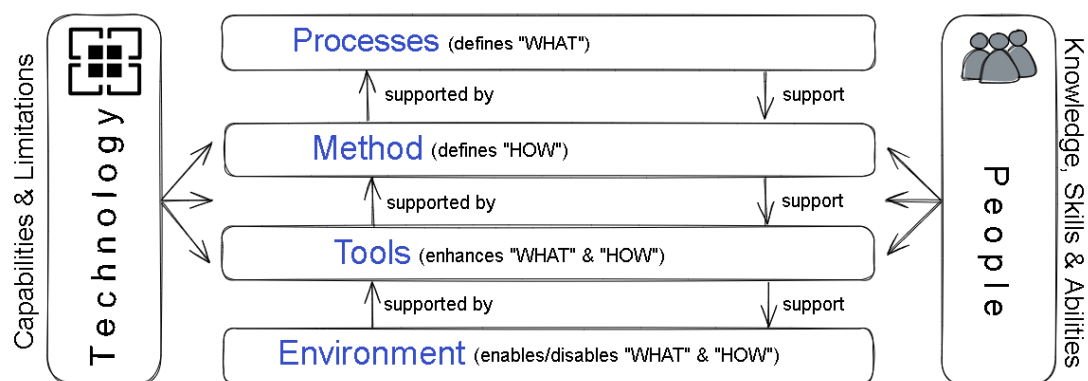 Capabilities & Limitations
Technology
Processes (defines "WHAT")
supported by
support
Method (defines "HOW")
supported by
support
Tools (enhances "WHAT" & "HOW")
supported by
support
Environment (enables/disables "WHAT" & "HOW")
People
Knowledge, Skills & Abilities